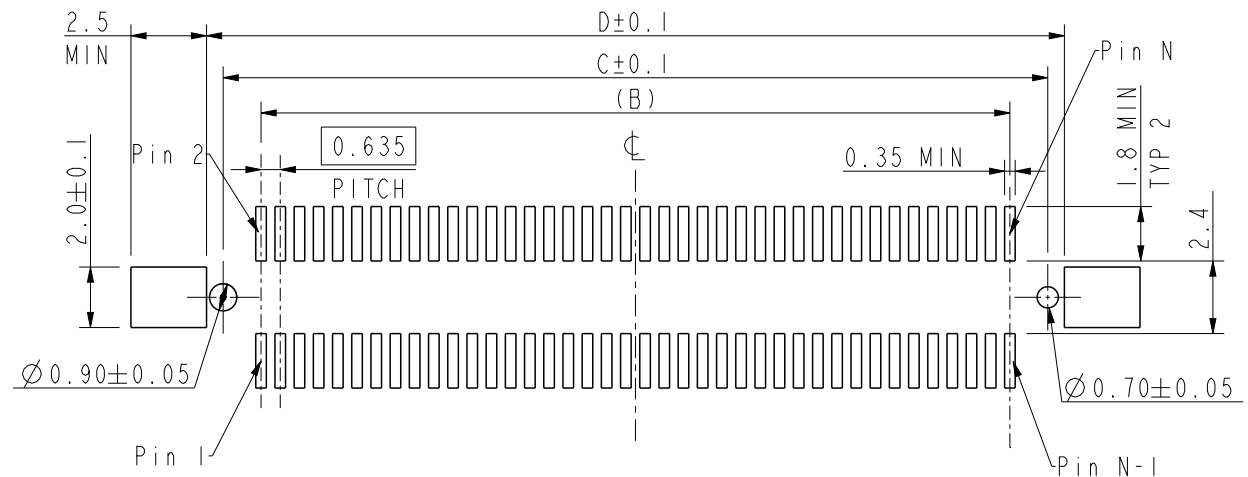 2.5
MIN
D±0.1
C±0.1
(B)
Pin N
Pin 2
0.635
PITCH
℄
0.35 MIN
1.8 MIN
TYP 2
2.0±0.1
2.4
Ø0.90±0.05
Ø0.70±0.05
Pin 1
Pin N-1